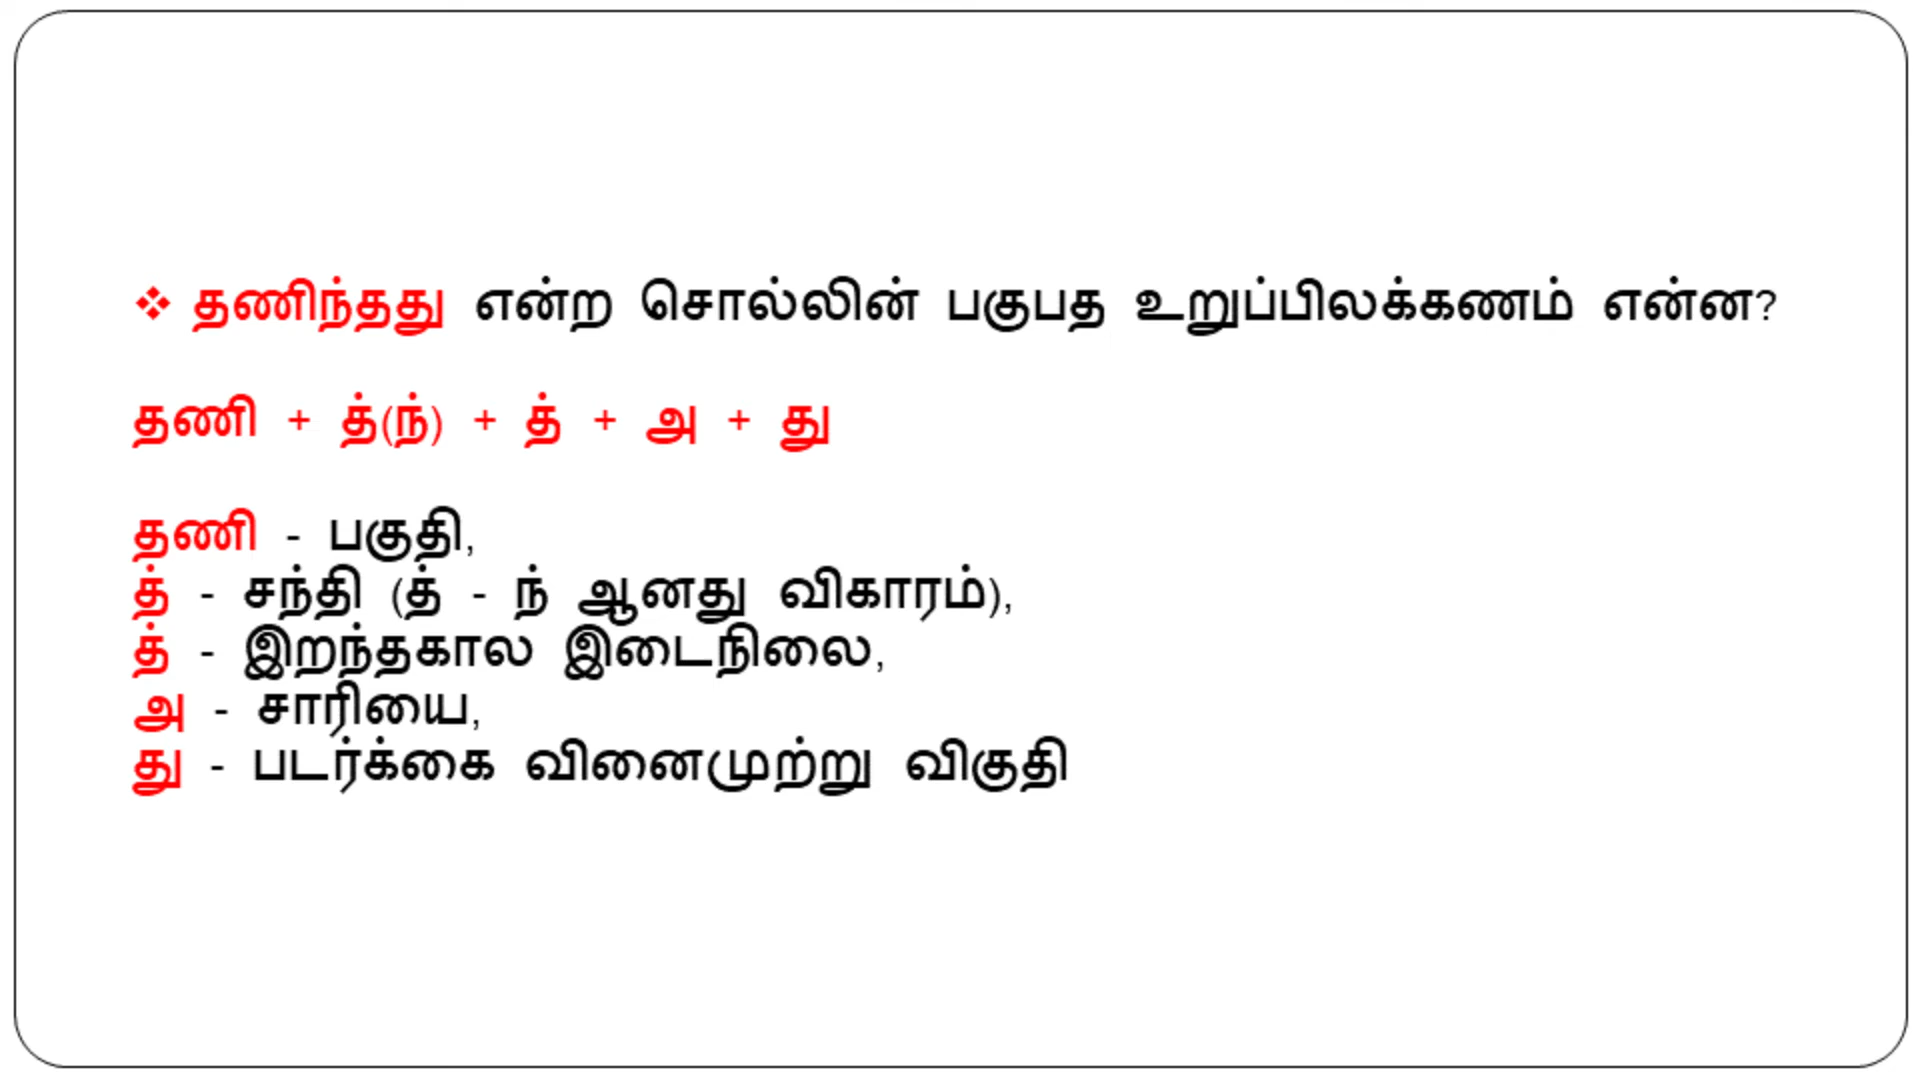 ❖ தணிந்தது என்ற சொல்லின் பகுபத உறுப்பிலக்கணம் என்ன?
தணி + த்(ந்) + த் + அ + து
தணி - பகுதி,
த் - சந்தி (த் - ந் ஆனது விகாரம்),
த் - இறந்தகால இடைநிலை,
அ - சாரியை,
து - படர்க்கை வினைமுற்று விகுதி